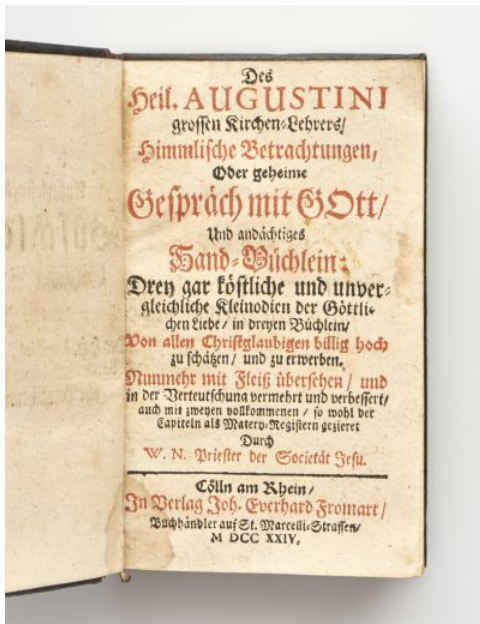 Des
Heil. AUGUSTINI
grossen Kirchen-Lehrers/
Himmlische Betrachtungen,
Oder geheime
Gespräch mit GOtt/
Und andächtiges
Hand-Büchlein:
Drey gar köstliche und unver-
gleichliche Kleinodien der Göttli-
chen Liebe / in dreyen Büchlein/
Von allen Christglaubigen billig hoch
zu schätzen / und zu erwerben.
Nunmehr mit Fleiß übersehen / und
in der Verteutschung vermehrt und verbessert/
auch mit zweyen vollkommenen / so wohl der
Capiteln als Matery-Registern gezieret
Durch
W. N. Priester der Societät Jesu.
Cölln am Rhein/
In Verlag Joh. Everhard Fromart/
Buchhändler auf St. Marcelli-Strassen/
M DCC XXIV.